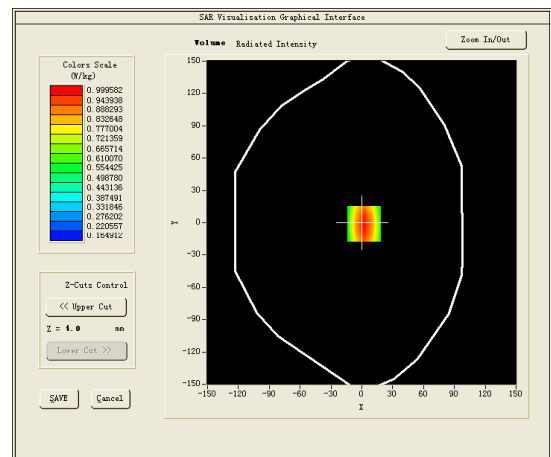 SAR Visualisation Graphical Interface
Volume Radiated Intensity
Zoom In/Out
Colors Scale
(W/kg)
0.999582
0.943938
0.888293
0.832648
0.777004
0.721359
0.665714
0.610070
0.554425
0.498780
0.443136
0.387491
0.331846
0.276202
0.220557
0.164912
Z-Cuts Control
<< Upper Cut
Z = 4.0 mm
Lower Cut >>
SAVE Cancel
150
90
60
30
Y
0
-30
-60
-90
-120
-150
-150 -120 -90 -60 -30 0 30 60 90 120 150
X